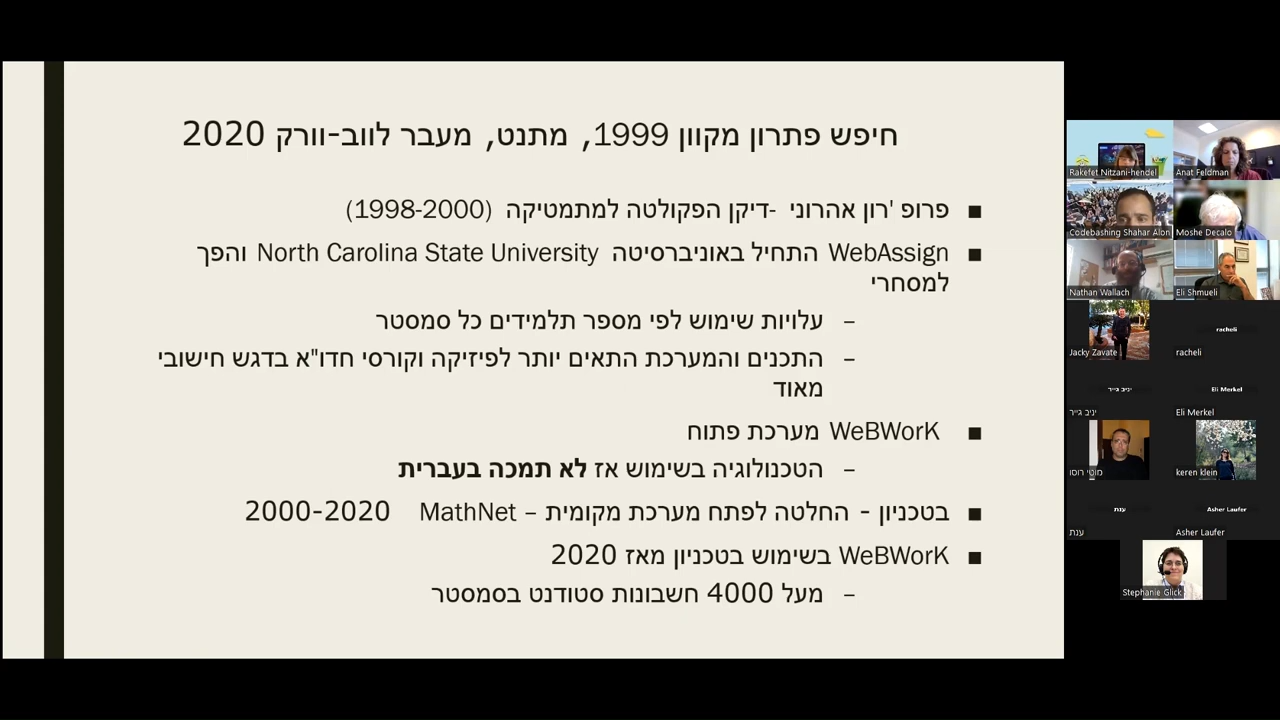 חיפש פתרון מקוון 1999, מתנט, מעבר לווב-וורק 2020
פרופ 'רון אהרוני -דיקן הפקולטה למתמטיקה (1998-2000)
WebAssign התחיל באוניברסיטה North Carolina State University והפך
למסחרי
– עלויות שימוש לפי מספר תלמידים כל סמסטר
– התכנים והמערכת התאים יותר לפיזיקה וקורסי חדו"א בדגש חישובי
מאוד
WeBWorK מערכת פתוח
– הטכנולוגיה בשימוש אז לא תמכה בעברית
בטכניון - החלטה לפתח מערכת מקומית – MathNet 2000-2020
WeBWorK בשימוש בטכניון מאז 2020
– מעל 4000 חשבונות סטודנט בסמסטר
Rakefet Nitzani-hendel
Anat Feldman
Codebashing Shahar Alon
Moshe Decalo
Nathan Wallach
Eli Shmueli
Jacky Zavate
racheli
racheli
יניב גייר
יניב גייר
Eli Merkel
Eli Merkel
מוטי רוסו
keren klein
ענת
ענת
Asher Laufer
Asher Laufer
Stephanie Glick